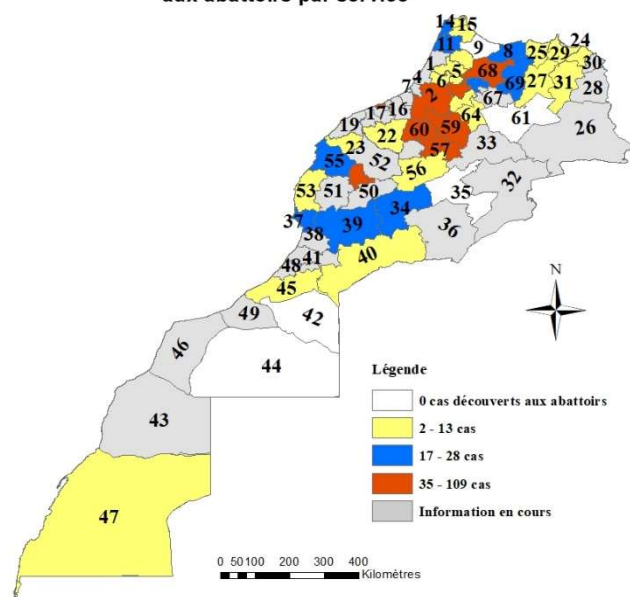 aux abattoirs par service
14 15
11 9 8 25 29 24
1 5 68 30
7 4 6 2 69 27 31 28
19 17 16 67 61
23 22 60 59 64 33 26
55 52 57
53 51 50 56 35 32
37 39 34
38 36
48 41 40
45
49 42
46
44
43
47
N
Légende
0 cas découverts aux abattoirs
2 - 13 cas
17 - 28 cas
35 - 109 cas
Information en cours
0 50 100 200 300 400
Kilomètres